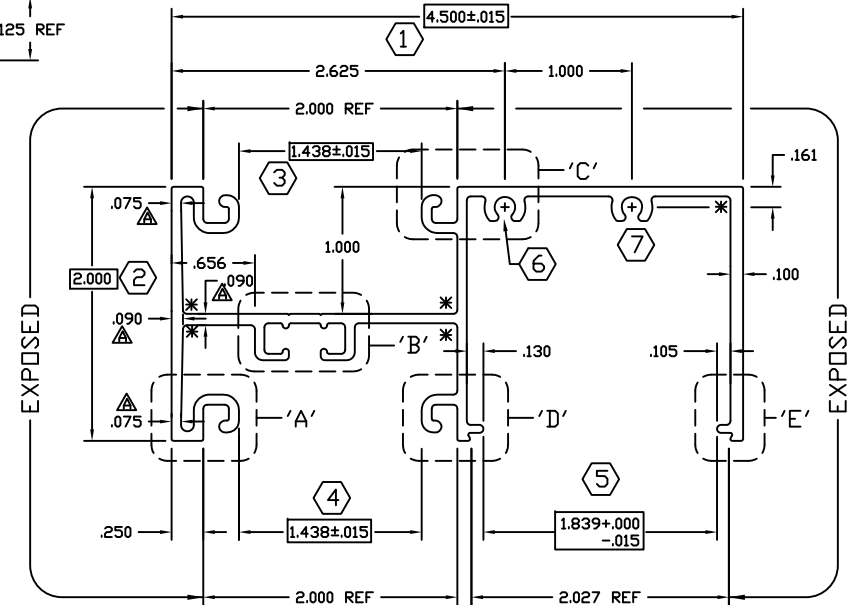 4.500±.015
.125 REF
1
2.625
1.000
2.000 REF
1.438±.015
'C'
.161
3
.075
A
1.000
6
7
2.000
2
.656
.090
A
.100
.090
A
'B'
.130
.105
EXPOSED
EXPOSED
A
.075
'A'
'D'
'E'
4
5
.250
1.438±.015
1.839+.000
-.015
2.000 REF
2.027 REF